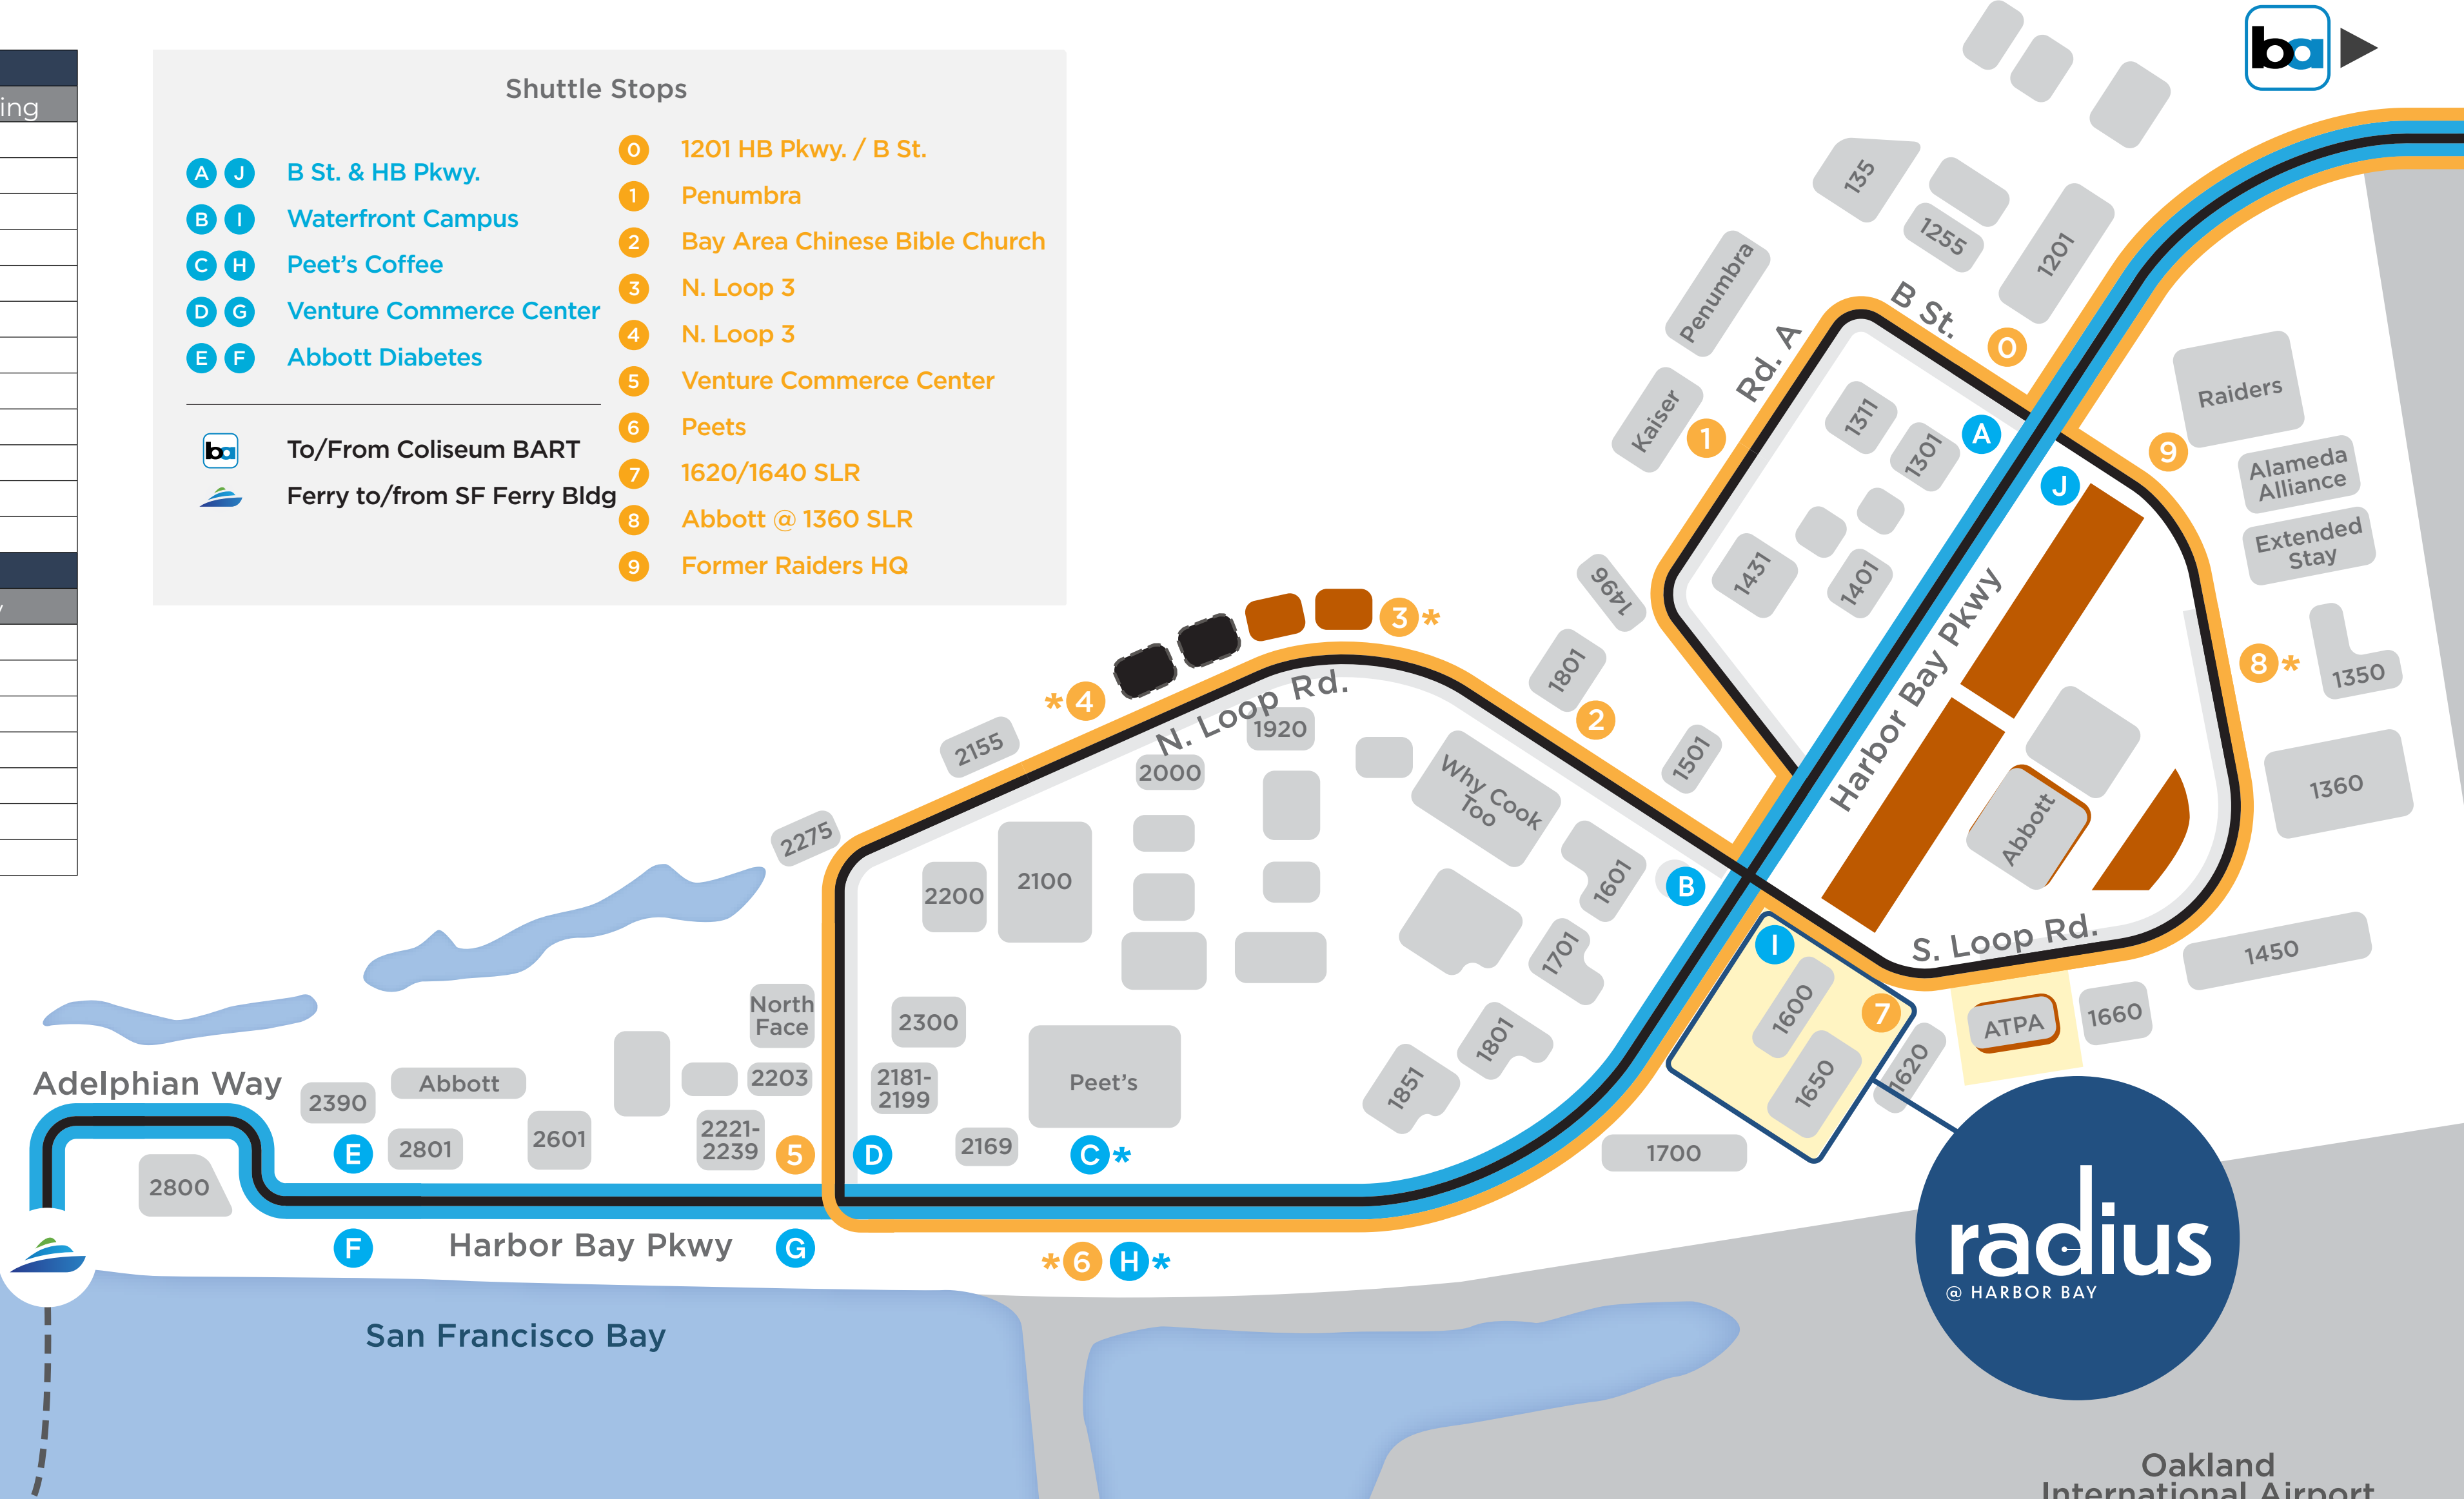 ing
Shuttle Stops
A J B St. & HB Pkwy.
B I Waterfront Campus
C H Peet's Coffee
D G Venture Commerce Center
E F Abbott Diabetes
ba To/From Coliseum BART
Ferry to/from SF Ferry Bldg
0 1201 HB Pkwy. / B St.
1 Penumbra
2 Bay Area Chinese Bible Church
3 N. Loop 3
4 N. Loop 3
5 Venture Commerce Center
6 Peets
7 1620/1640 SLR
8 Abbott @ 1360 SLR
9 Former Raiders HQ
ba
135
1255
1201
Penumbra
B St.
0
Rd. A
Kaiser
1
1311
1301
A
J
9
Raiders
Alameda
Alliance
Extended
Stay
1431
1401
1496
Harbor Bay Pkwy
8*
1350
1360
3*
*4
1801
2
1501
N. Loop Rd.
1920
2000
2155
2275
Why Cook
Too
1601
B
Abbott
2200
2100
1701
I
S. Loop Rd.
1450
1600
7
1650
1620
ATPA
1660
North
Face
2300
1801
1851
1700
Adelphian Way
2390
Abbott
2203
2181-
2199
Peet's
E
2801
2601
2221-
2239
5
D
2169
C*
2800
F
Harbor Bay Pkwy
G
*6 H*
radius
@ HARBOR BAY
San Francisco Bay
Oakland
International Airport